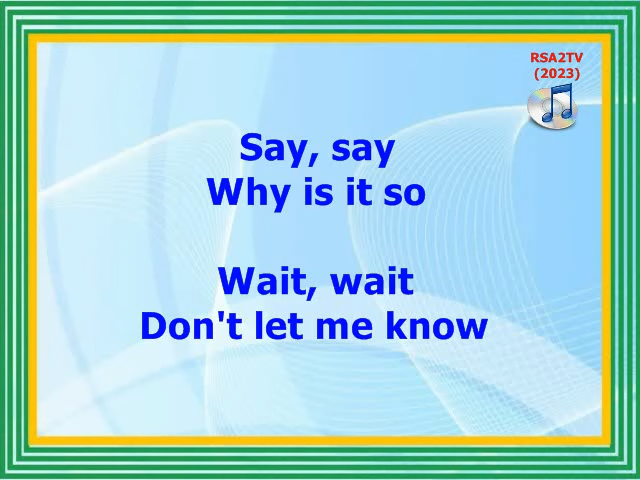 RSA2TV
(2023)
Say, say
Why is it so
Wait, wait
Don't let me know